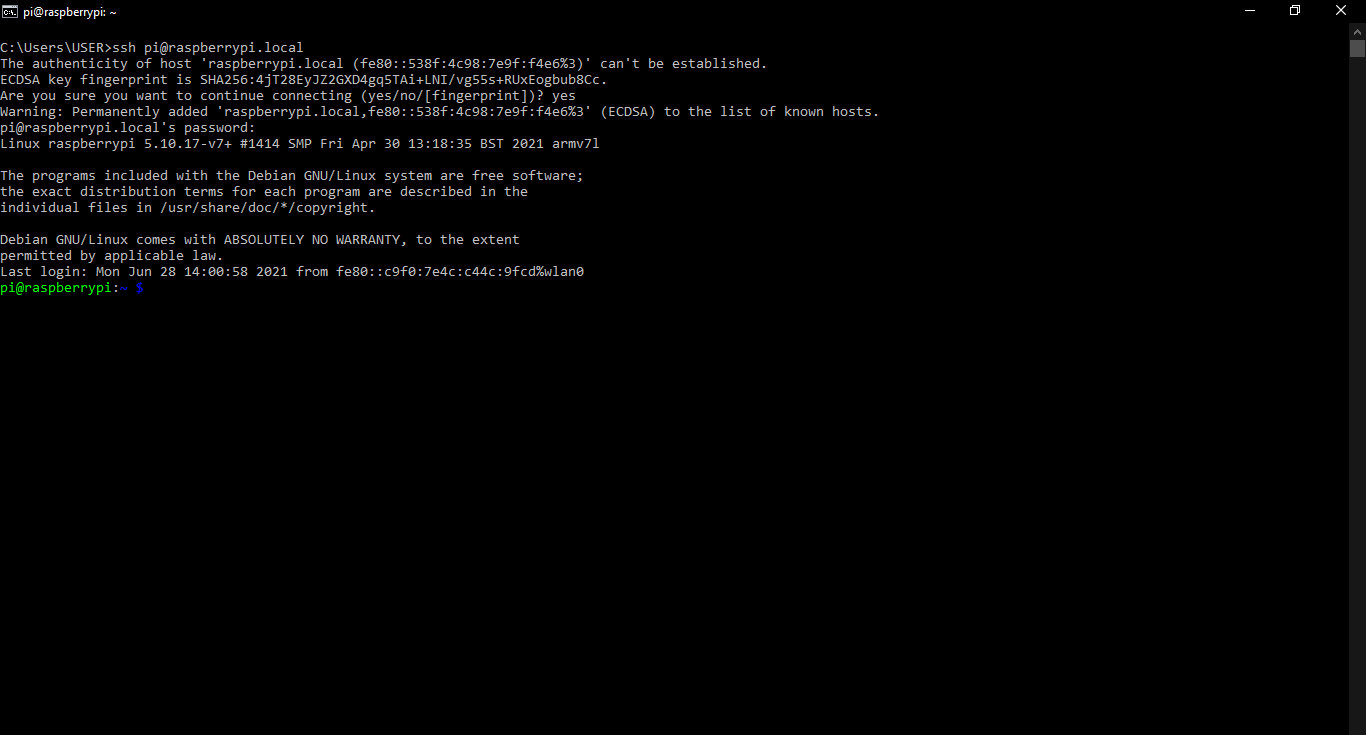 pi@raspberrypi: ~
C:\Users\USER>ssh pi@raspberrypi.local
The authenticity of host 'raspberrypi.local (fe80::538f:4c98:7e9f:f4e6%3)' can't be established.
ECDSA key fingerprint is SHA256:4jT28EyJZ2GXD4gq5TAi+LNI/vg55s+RUxEogbub8Cc.
Are you sure you want to continue connecting (yes/no/[fingerprint])? yes
Warning: Permanently added 'raspberrypi.local,fe80::538f:4c98:7e9f:f4e6%3' (ECDSA) to the list of known hosts.
pi@raspberrypi.local's password:
Linux raspberrypi 5.10.17-v7+ #1414 SMP Fri Apr 30 13:18:35 BST 2021 armv7l
The programs included with the Debian GNU/Linux system are free software;
the exact distribution terms for each program are described in the
individual files in /usr/share/doc/*/copyright.
Debian GNU/Linux comes with ABSOLUTELY NO WARRANTY, to the extent
permitted by applicable law.
Last login: Mon Jun 28 14:00:58 2021 from fe80::c9f0:7e4c:c44c:9fcd%wlan0
pi@raspberrypi:~ $